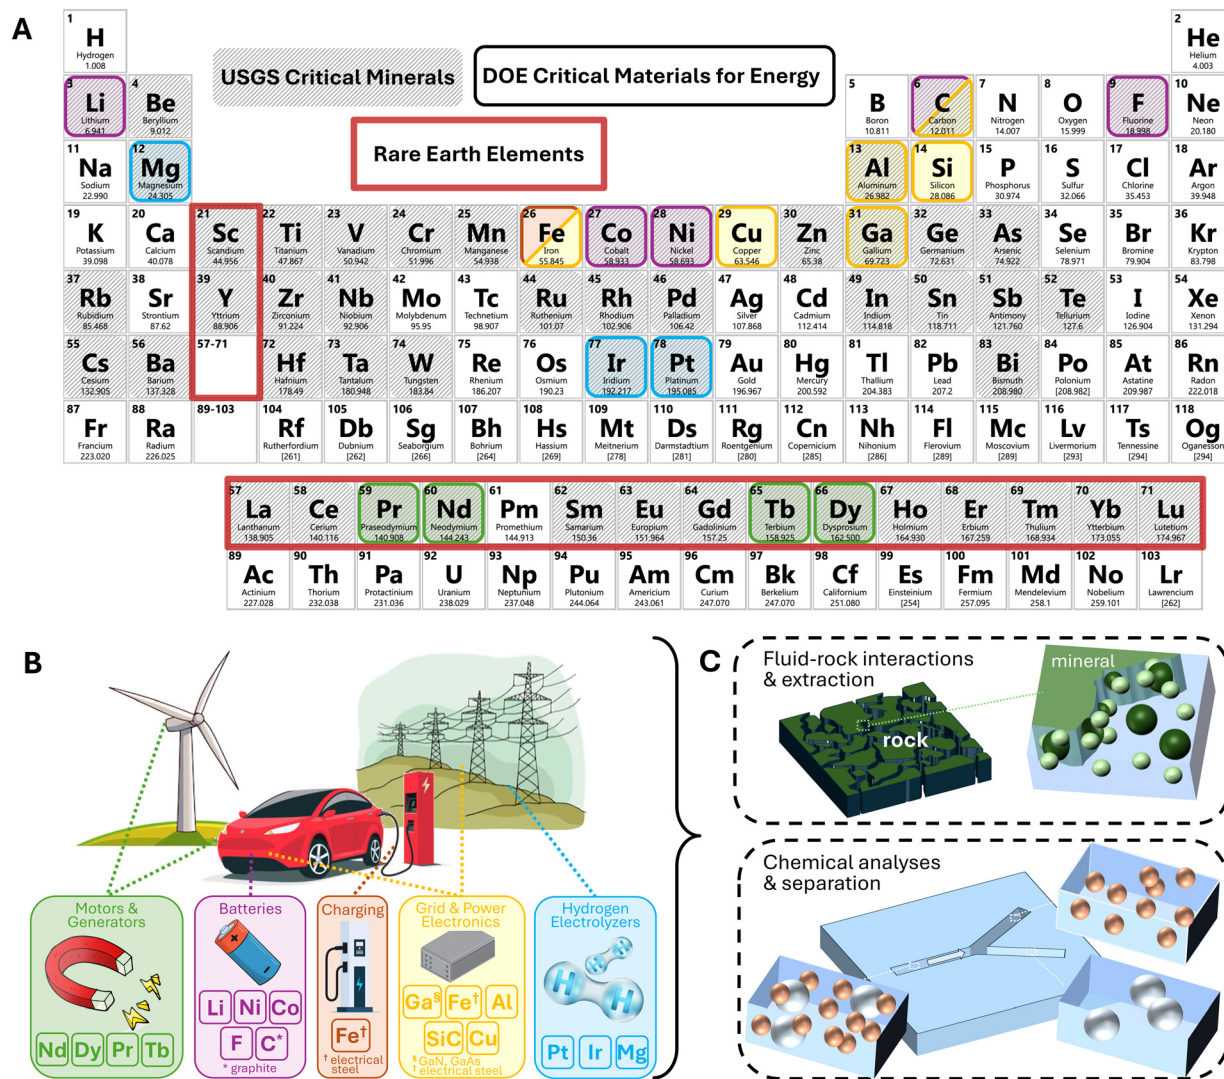 A
1
H
Hydrogen
1.008
2
He
Helium
4.003
USGS Critical Minerals
DOE Critical Materials for Energy
Rare Earth Elements
3
Li
Lithium
6.941
4
Be
Beryllium
9.012
5
B
Boron
10.811
6
C
Carbon
12.011
7
N
Nitrogen
14.007
8
O
Oxygen
15.999
9
F
Fluorine
18.998
10
Ne
Neon
20.180
11
Na
Sodium
22.990
12
Mg
Magnesium
24.305
13
Al
Aluminum
26.982
14
Si
Silicon
28.086
15
P
Phosphorus
30.974
16
S
Sulfur
32.066
17
Cl
Chlorine
35.453
18
Ar
Argon
39.948
19
K
Potassium
39.098
20
Ca
Calcium
40.078
21
Sc
Scandium
44.956
22
Ti
Titanium
47.867
23
V
Vanadium
50.942
24
Cr
Chromium
51.996
25
Mn
Manganese
54.938
26
Fe
Iron
55.845
27
Co
Cobalt
58.933
28
Ni
Nickel
58.693
29
Cu
Copper
63.546
30
Zn
Zinc
65.38
31
Ga
Gallium
69.723
32
Ge
Germanium
72.631
33
As
Arsenic
74.922
34
Se
Selenium
78.971
35
Br
Bromine
79.904
36
Kr
Krypton
83.798
37
Rb
Rubidium
85.468
38
Sr
Strontium
87.62
39
Y
Yttrium
88.906
40
Zr
Zirconium
91.224
41
Nb
Niobium
92.906
42
Mo
Molybdenum
95.95
43
Tc
Technetium
98.907
44
Ru
Ruthenium
101.07
45
Rh
Rhodium
102.906
46
Pd
Palladium
106.42
47
Ag
Silver
107.868
48
Cd
Cadmium
112.414
49
In
Indium
114.818
50
Sn
Tin
118.711
51
Sb
Antimony
121.760
52
Te
Tellurium
127.6
53
I
Iodine
126.904
54
Xe
Xenon
131.294
55
Cs
Cesium
132.905
56
Ba
Barium
137.328
57-71
72
Hf
Hafnium
178.49
73
Ta
Tantalum
180.948
74
W
Tungsten
183.84
75
Re
Rhenium
186.207
76
Os
Osmium
190.23
77
Ir
Iridium
192.217
78
Pt
Platinum
195.085
79
Au
Gold
196.967
80
Hg
Mercury
200.592
81
Tl
Thallium
204.383
82
Pb
Lead
207.2
83
Bi
Bismuth
208.980
84
Po
Polonium
[208.982]
85
At
Astatine
209.987
86
Rn
Radon
222.018
87
Fr
Francium
223.020
88
Ra
Radium
226.025
89-103
104
Rf
Rutherfordium
[261]
105
Db
Dubnium
[262]
106
Sg
Seaborgium
[266]
107
Bh
Bohrium
[264]
108
Hs
Hassium
[269]
109
Mt
Meitnerium
[278]
110
Ds
Darmstadtium
[281]
111
Rg
Roentgenium
[280]
112
Cn
Copernicium
[285]
113
Nh
Nihonium
[286]
114
Fl
Flerovium
[289]
115
Mc
Moscovium
[289]
116
Lv
Livermorium
[293]
117
Ts
Tennessine
[294]
118
Og
Oganesson
[294]
57
La
Lanthanum
138.905
58
Ce
Cerium
140.116
59
Pr
Praseodymium
140.908
60
Nd
Neodymium
144.243
61
Pm
Promethium
144.913
62
Sm
Samarium
150.36
63
Eu
Europium
151.964
64
Gd
Gadolinium
157.25
65
Tb
Terbium
158.925
66
Dy
Dysprosium
162.500
67
Ho
Holmium
164.930
68
Er
Erbium
167.259
69
Tm
Thulium
168.934
70
Yb
Ytterbium
173.055
71
Lu
Lutetium
174.967
89
Ac
Actinium
227.028
90
Th
Thorium
232.038
91
Pa
Protactinium
231.036
92
U
Uranium
238.029
93
Np
Neptunium
237.048
94
Pu
Plutonium
244.064
95
Am
Americium
243.061
96
Cm
Curium
247.070
97
Bk
Berkelium
247.070
98
Cf
Californium
251.080
99
Es
Einsteinium
[254]
100
Fm
Fermium
257.095
101
Md
Mendelevium
258.1
102
No
Nobelium
259.101
103
Lr
Lawrencium
[262]
B
Motors &
Generators
Nd Dy Pr Tb
Batteries
Li Ni Co
F C*
* graphite
Charging
Fe†
† electrical
steel
Grid & Power
Electronics
Ga§ Fe† Al
SiC Cu
§ GaN, GaAs
† electrical steel
Hydrogen
Electrolyzers
H H
H H
Pt Ir Mg
C
Fluid-rock interactions
& extraction
rock
mineral
Chemical analyses
& separation